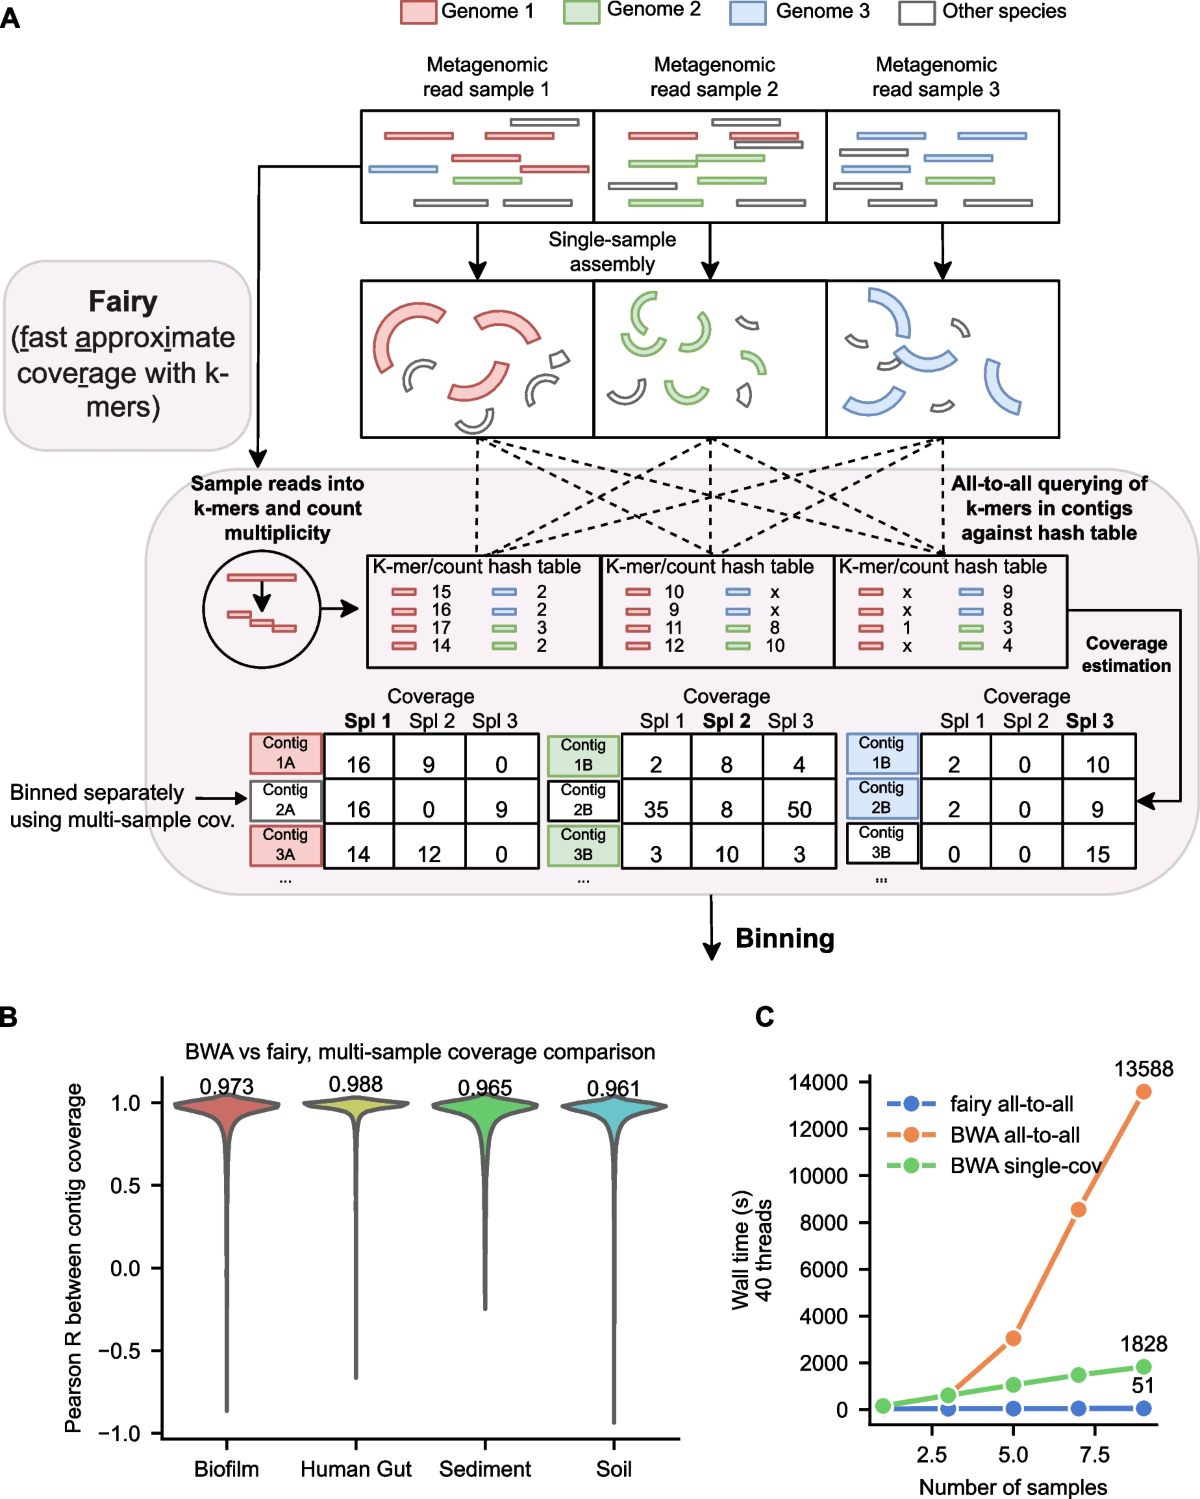 A
Genome 1 Genome 2 Genome 3 Other species
Metagenomic Metagenomic Metagenomic
read sample 1 read sample 2 read sample 3
Single-sample
assembly
Fairy
(fast approximate
coverage with k-
mers)
Sample reads into
k-mers and count
multiplicity
All-to-all querying of
k-mers in contigs
against hash table
K-mer/count hash table K-mer/count hash table K-mer/count hash table
15 2 10 x x 9
16 2 9 x x 8
17 3 11 8 1 3
14 2 12 10 x 4
Coverage
estimation
Coverage Coverage Coverage
Spl 1 Spl 2 Spl 3 Spl 1 Spl 2 Spl 3 Spl 1 Spl 2 Spl 3
Contig Contig Contig
1A 16 9 0 1B 2 8 4 1B 2 0 10
Binned separately
using multi-sample cov.
Contig Contig Contig
2A 16 0 9 2B 35 8 50 2B 2 0 9
Contig Contig Contig
3A 14 12 0 3B 3 10 3 3B 0 0 15
... ... ...
Binning
B
BWA vs fairy, multi-sample coverage comparison
0.973 0.988 0.965 0.961
Pearson R between contig coverage
1.0
0.5
0.0
−0.5
−1.0
Biofilm Human Gut Sediment Soil
C
13588
fairy all-to-all
BWA all-to-all
BWA single-cov
1828
51
Wall time (s)
40 threads
14000
12000
10000
8000
6000
4000
2000
0
2.5 5.0 7.5
Number of samples